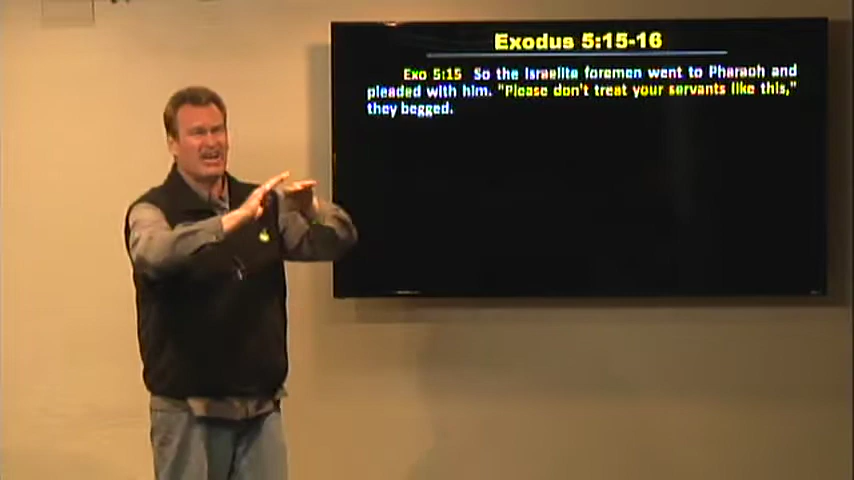 Exodus 5:15-16
Exo 5:15 So the Israelite foremen went to Pharaoh and
pleaded with him. "Please don't treat your servants like this,"
they begged.